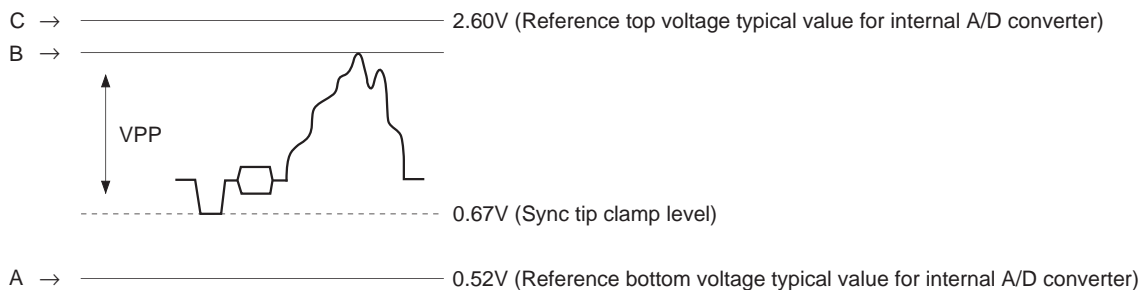 C → 2.60V (Reference top voltage typical value for internal A/D converter)
B →
VPP
0.67V (Sync tip clamp level)
A → 0.52V (Reference bottom voltage typical value for internal A/D converter)